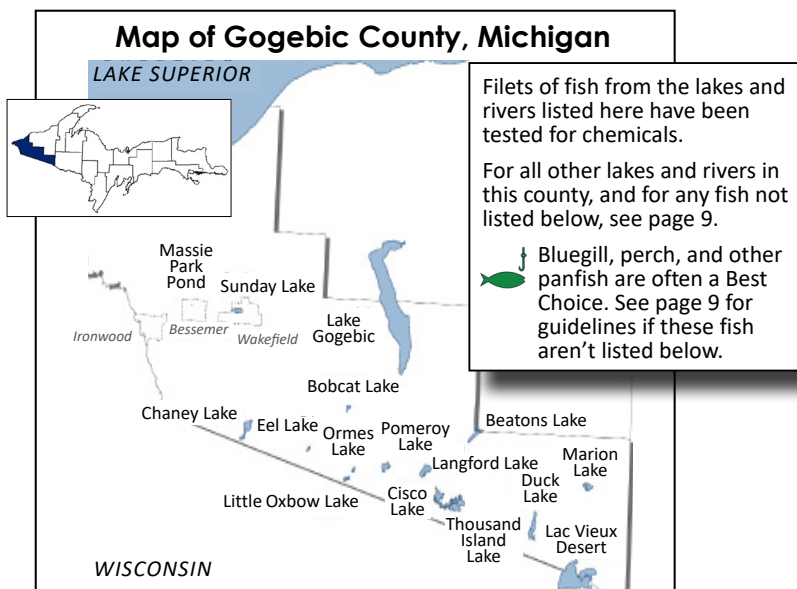 Map of Gogebic County, Michigan
LAKE SUPERIOR
Filets of fish from the lakes and
rivers listed here have been
tested for chemicals.
For all other lakes and rivers in
this county, and for any fish not
listed below, see page 9.
Bluegill, perch, and other
panfish are often a Best
Choice. See page 9 for
guidelines if these fish
aren't listed below.
Massie
Park
Pond
Sunday Lake
Ironwood
Bessemer
Wakefield
Lake
Gogebic
Bobcat Lake
Chaney Lake
Eel Lake
Ormes
Lake
Pomeroy
Lake
Beatons Lake
Langford Lake
Marion
Lake
Duck
Lake
Little Oxbow Lake
Cisco
Lake
Thousand
Island
Lake
Lac Vieux
Desert
WISCONSIN